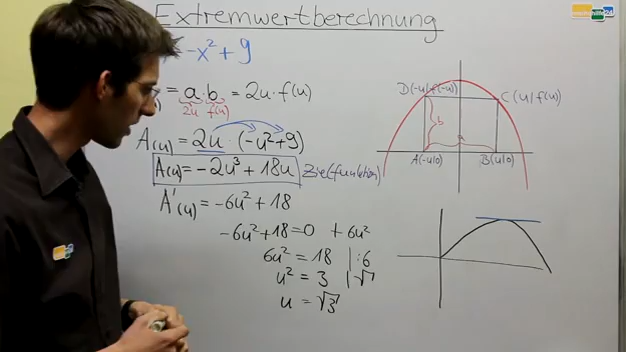 Extremwertberechnung
-x² + 9
) = a · b = 2u · f(u)
2u f(u)
A(u) = 2u · (-u² + 9)
A(u) = -2u³ + 18u Zielfunktion
A'(u) = -6u² + 18
-6u² + 18 = 0 + 6u²
6u² = 18 | :6
u² = 3 | √
u = √3
D(-u|f(-u)) C(u|f(u))
b
a
A(-u|0) B(u|0)